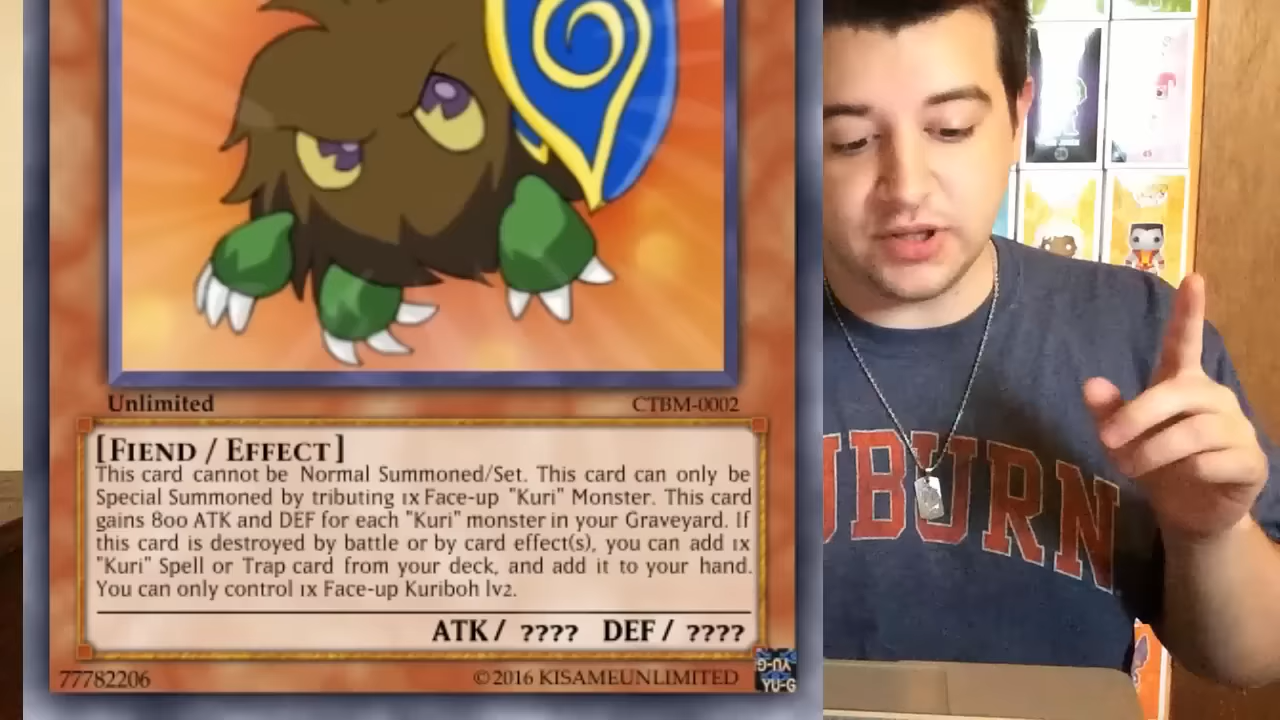 Unlimited
CTBM-0002
[FIEND / EFFECT]
This card cannot be Normal Summoned/Set. This card can only be
Special Summoned by tributing 1x Face-up "Kuri" Monster. This card
gains 800 ATK and DEF for each "Kuri" monster in your Graveyard. If
this card is destroyed by battle or by card effect(s), you can add 1x
"Kuri" Spell or Trap card from your deck, and add it to your hand.
You can only control 1x Face-up Kuriboh lv2.
ATK / ???? DEF / ????
77782206
©2016 KISAMEUNLIMITED
YU-G
YU-G
UBURN